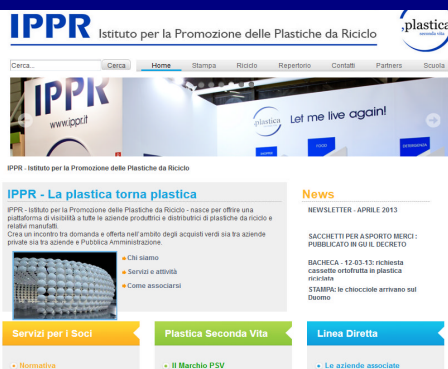 IPPR Istituto per la Promozione delle Plastiche da Riciclo
plastica
seconda vita
Cerca...
Cerca
Home Stampa Riciclo Repertorio Contatti Partners Scuola
IPPR
www.ippr.it
plastica
Let me live again!
FOOD
IPPR - Istituto per la Promozione delle Plastiche da Riciclo
IPPR - La plastica torna plastica
IPPR - Istituto per la Promozione delle Plastiche da Riciclo - nasce per offrire una
piattaforma di visibilità a tutte le aziende produttrici e distributrici di plastiche da riciclo e
relativi manufatti.
Crea un incontro tra domanda e offerta nell'ambito degli acquisti verdi sia tra aziende
private sia tra aziende e Pubblica Amministrazione.
Chi siamo
Servizi e attività
Come associarsi
News
NEWSLETTER - APRILE 2013
SACCHETTI PER ASPORTO MERCI :
PUBBLICATO IN GU IL DECRETO
BACHECA - 12-03-13: richiesta
cassette ortofrutta in plastica
riciclata
STAMPA: le chiocciole arrivano sul
Duomo
Servizi per i Soci
Normativa
Plastica Seconda Vita
Il Marchio PSV
Linea Diretta
Le aziende associate